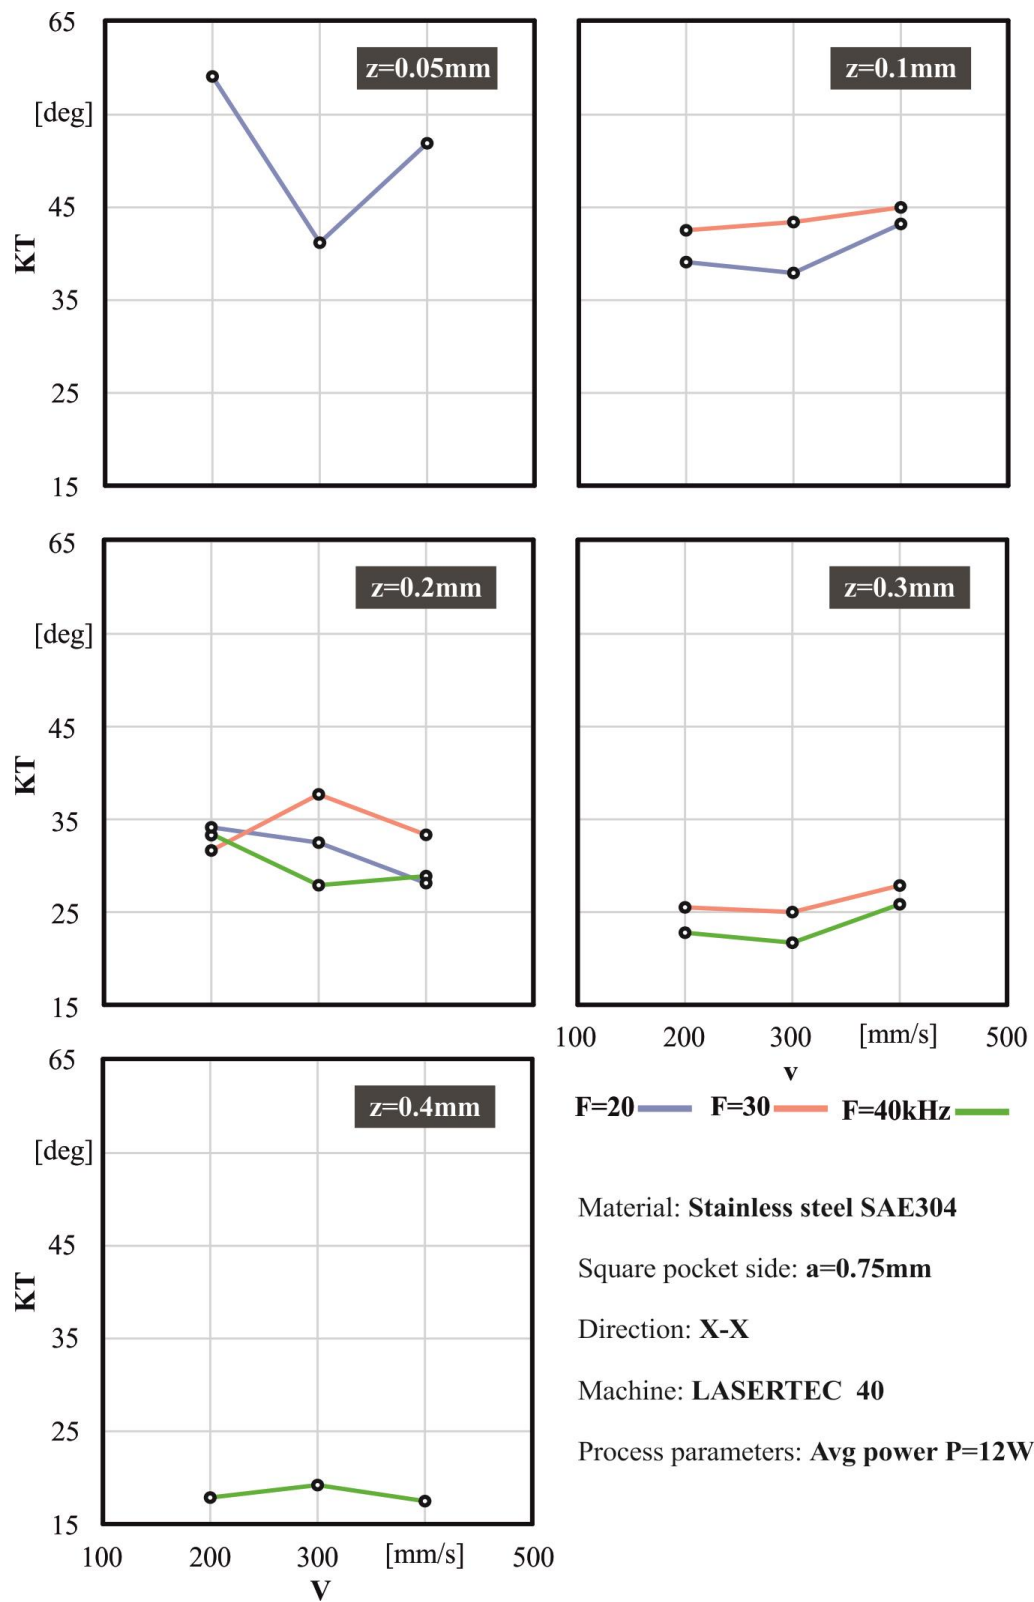 65
z=0.05mm
z=0.1mm
[deg]
45
KT
35
25
15
65
z=0.2mm
z=0.3mm
[deg]
45
KT
35
25
15
100 200 300 [mm/s] 500
v
65
z=0.4mm
F=20 F=30 F=40kHz
[deg]
Material: Stainless steel SAE304
45
Square pocket side: a=0.75mm
KT
35
Direction: X-X
Machine: LASERTEC 40
25
Process parameters: Avg power P=12W
15
100 200 300 [mm/s] 500
V